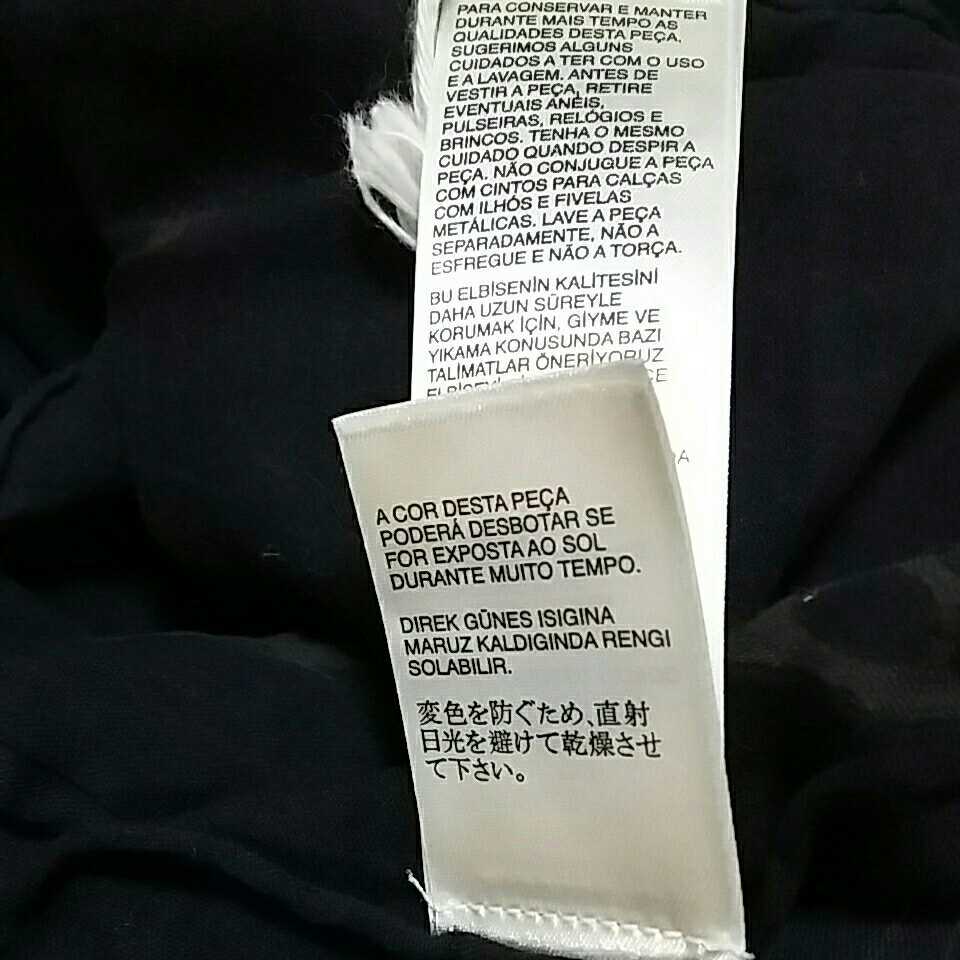 PARA CONSERVAR E MANTER
DURANTE MAIS TEMPO AS
QUALIDADES DESTA PEÇA,
SUGERIMOS ALGUNS
CUIDADOS A TER COM O USO
E A LAVAGEM. ANTES DE
VESTIR A PEÇA, RETIRE
EVENTUAIS ANÉIS,
PULSEIRAS, RELÓGIOS E
BRINCOS. TENHA O MESMO
CUIDADO QUANDO DESPIR A
PEÇA. NÃO CONJUGUE A PEÇA
COM CINTOS PARA CALÇAS
COM ILHÓS E FIVELAS
METÁLICAS. LAVE A PEÇA
SEPARADAMENTE, NÃO A
ESFREGUE E NÃO A TORÇA.
BU ELBISENİN KALİTESİNİ
DAHA UZUN SÜREYLE
KORUMAK İÇİN, GİYME VE
YIKAMA KONUSUNDA BAZI
TALİMATLAR ÖNERİYORUZ
A COR DESTA PEÇA
PODERÁ DESBOTAR SE
FOR EXPOSTA AO SOL
DURANTE MUITO TEMPO.
DIREK GÜNES ISIGINA
MARUZ KALDIGINDA RENGI
SOLABILIR.
変色を防ぐため、直射
日光を避けて乾燥させ
て下さい。